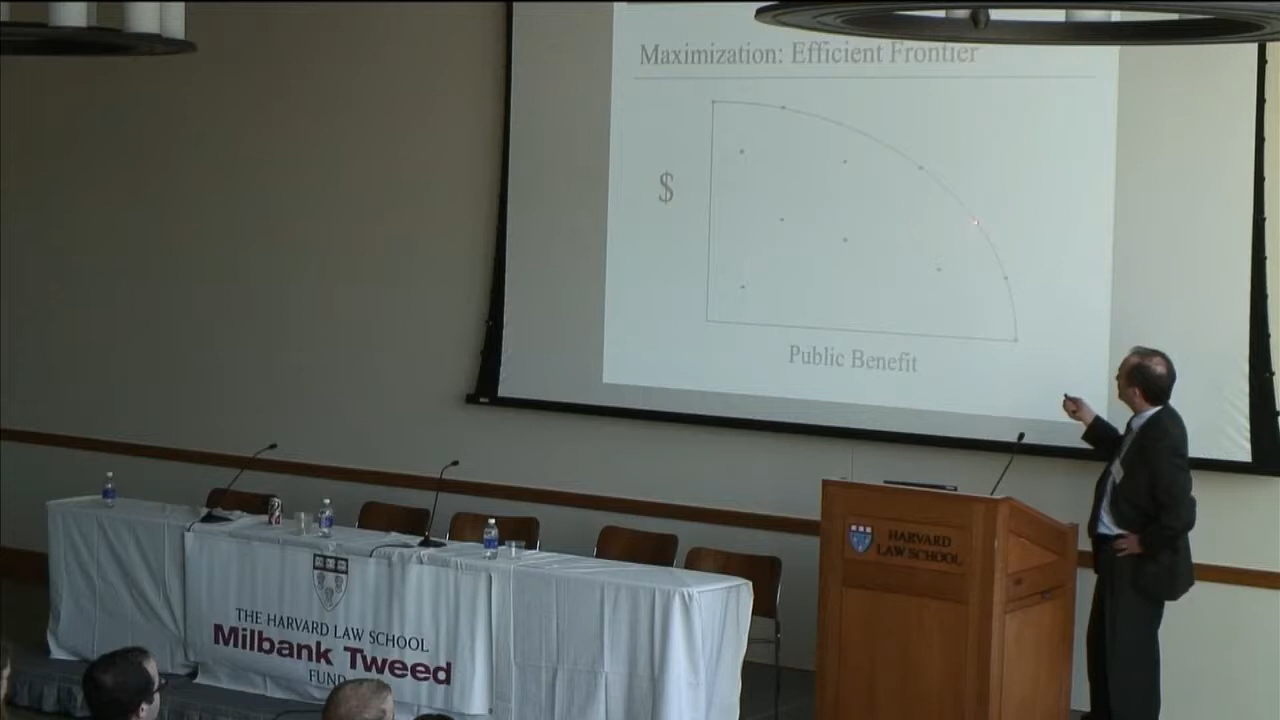 Maximization: Efficient Frontier
$
Public Benefit
HARVARD
LAW SCHOOL
THE HARVARD LAW SCHOOL
Milbank Tweed
FUND